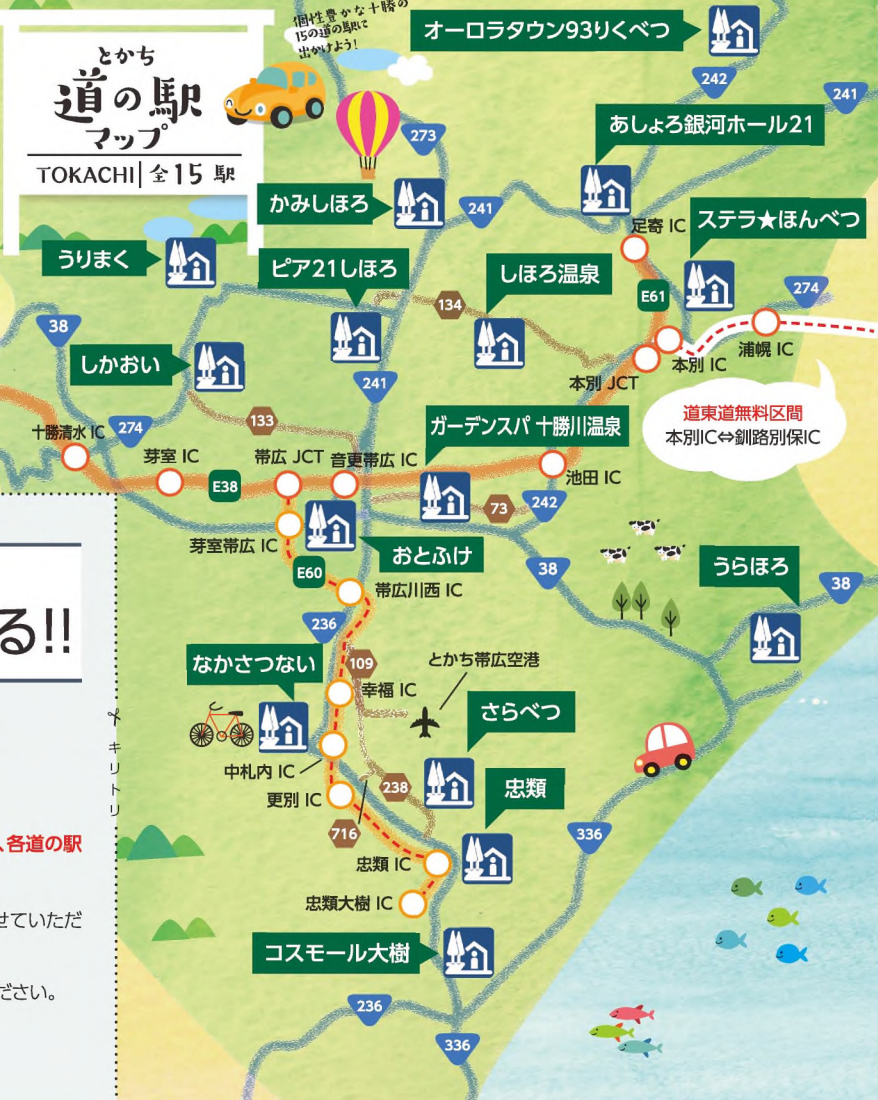 とかち
道の駅
マップ
TOKACHI|全15駅
個性豊かな十勝の
15の道の駅に
出かけよう!
オーロラタウン93りくべつ
242
241
273
あしょろ銀河ホール21
かみしほろ
241
足寄 IC
ステラ★ほんべつ
うりまく
ピア21しほろ
しほろ温泉
E61
274
134
38
本別 IC
浦幌 IC
しかおい
241
本別 JCT
道東道無料区間
本別IC⇔釧路別保IC
133
274
十勝清水 IC
ガーデンスパ 十勝川温泉
芽室 IC
帯広 JCT
音更帯広 IC
池田 IC
E38
73
242
芽室帯広 IC
おとふけ
E60
38
うらほろ
38
帯広川西 IC
236
る!!
なかさつない
109
とかち帯広空港
幸福 IC
さらべつ
キリトリ
中札内 IC
238
忠類
更別 IC
716
336
、各道の駅
忠類 IC
忠類大樹 IC
せていただ
コスモール大樹
ださい。
236
336